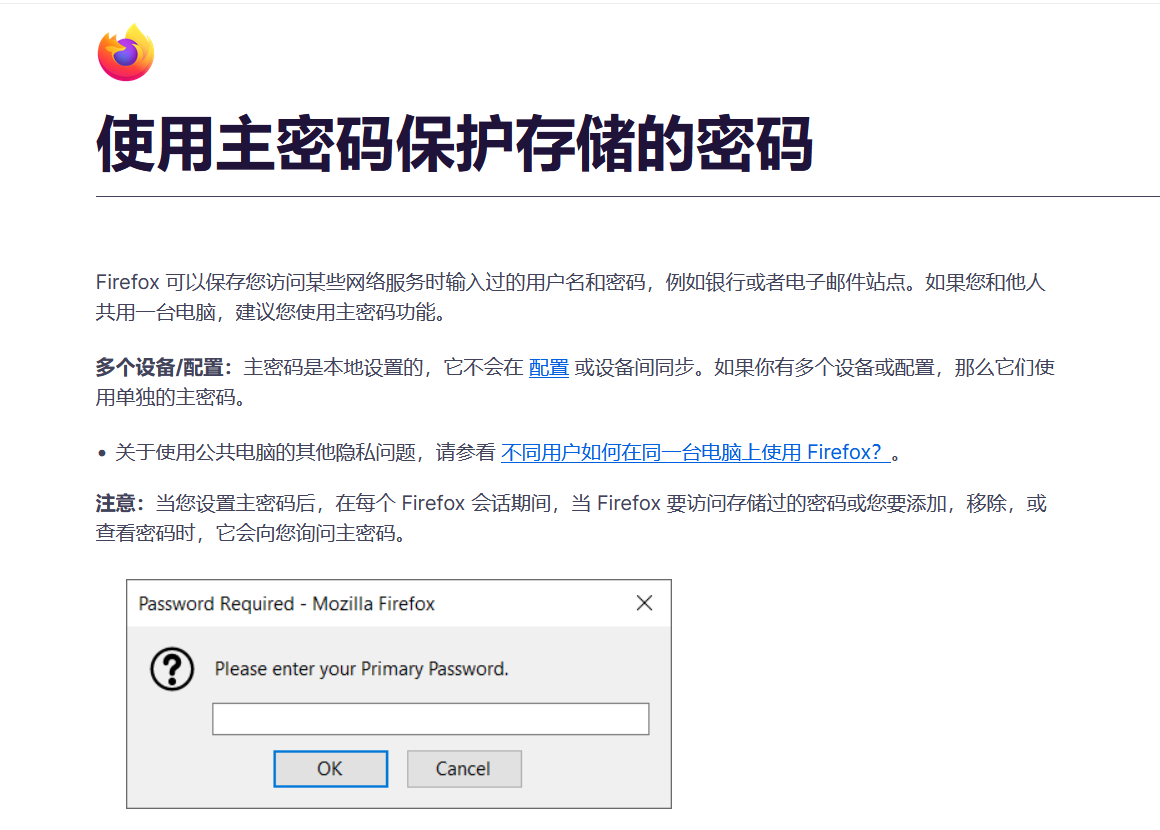 使用主密码保护存储的密码
Firefox 可以保存您访问某些网络服务时输入过的用户名和密码，例如银行或者电子邮件站点。如果您和他人
共用一台电脑，建议您使用主密码功能。
多个设备/配置：主密码是本地设置的，它不会在 配置 或设备间同步。如果你有多个设备或配置，那么它们使
用单独的主密码。
• 关于使用公共电脑的其他隐私问题，请参看 不同用户如何在同一台电脑上使用 Firefox？。
注意：当您设置主密码后，在每个 Firefox 会话期间，当 Firefox 要访问存储过的密码或您要添加，移除，或
查看密码时，它会向您询问主密码。
Password Required - Mozilla Firefox
Please enter your Primary Password.
OK Cancel